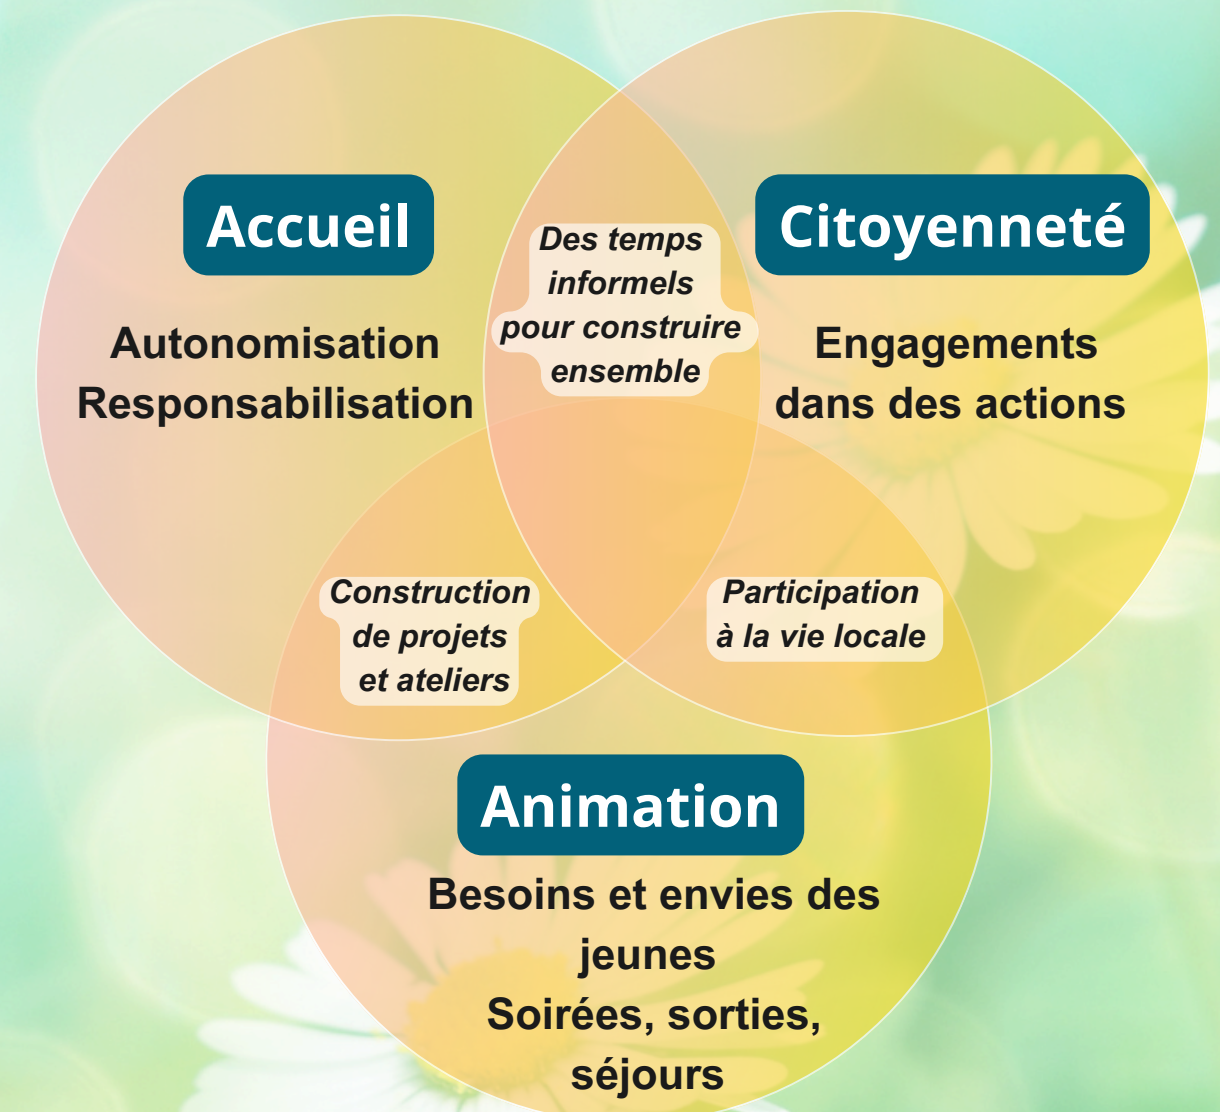 Accueil
Autonomisation
Responsabilisation
Des temps
informels
pour construire
ensemble
Citoyenneté
Engagements
dans des actions
Construction
de projets
et ateliers
Participation
à la vie locale
Animation
Besoins et envies des
jeunes
Soirées, sorties,
séjours